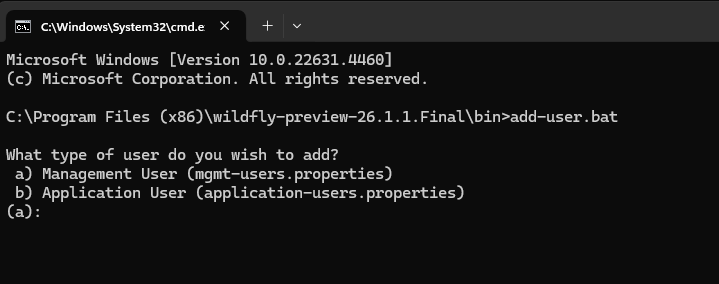 C:\Windows\System32\cmd.e
Microsoft Windows [Version 10.0.22631.4460]
(c) Microsoft Corporation. All rights reserved.
C:\Program Files (x86)\wildfly-preview-26.1.1.Final\bin>add-user.bat
What type of user do you wish to add?
a) Management User (mgmt-users.properties)
b) Application User (application-users.properties)
(a):